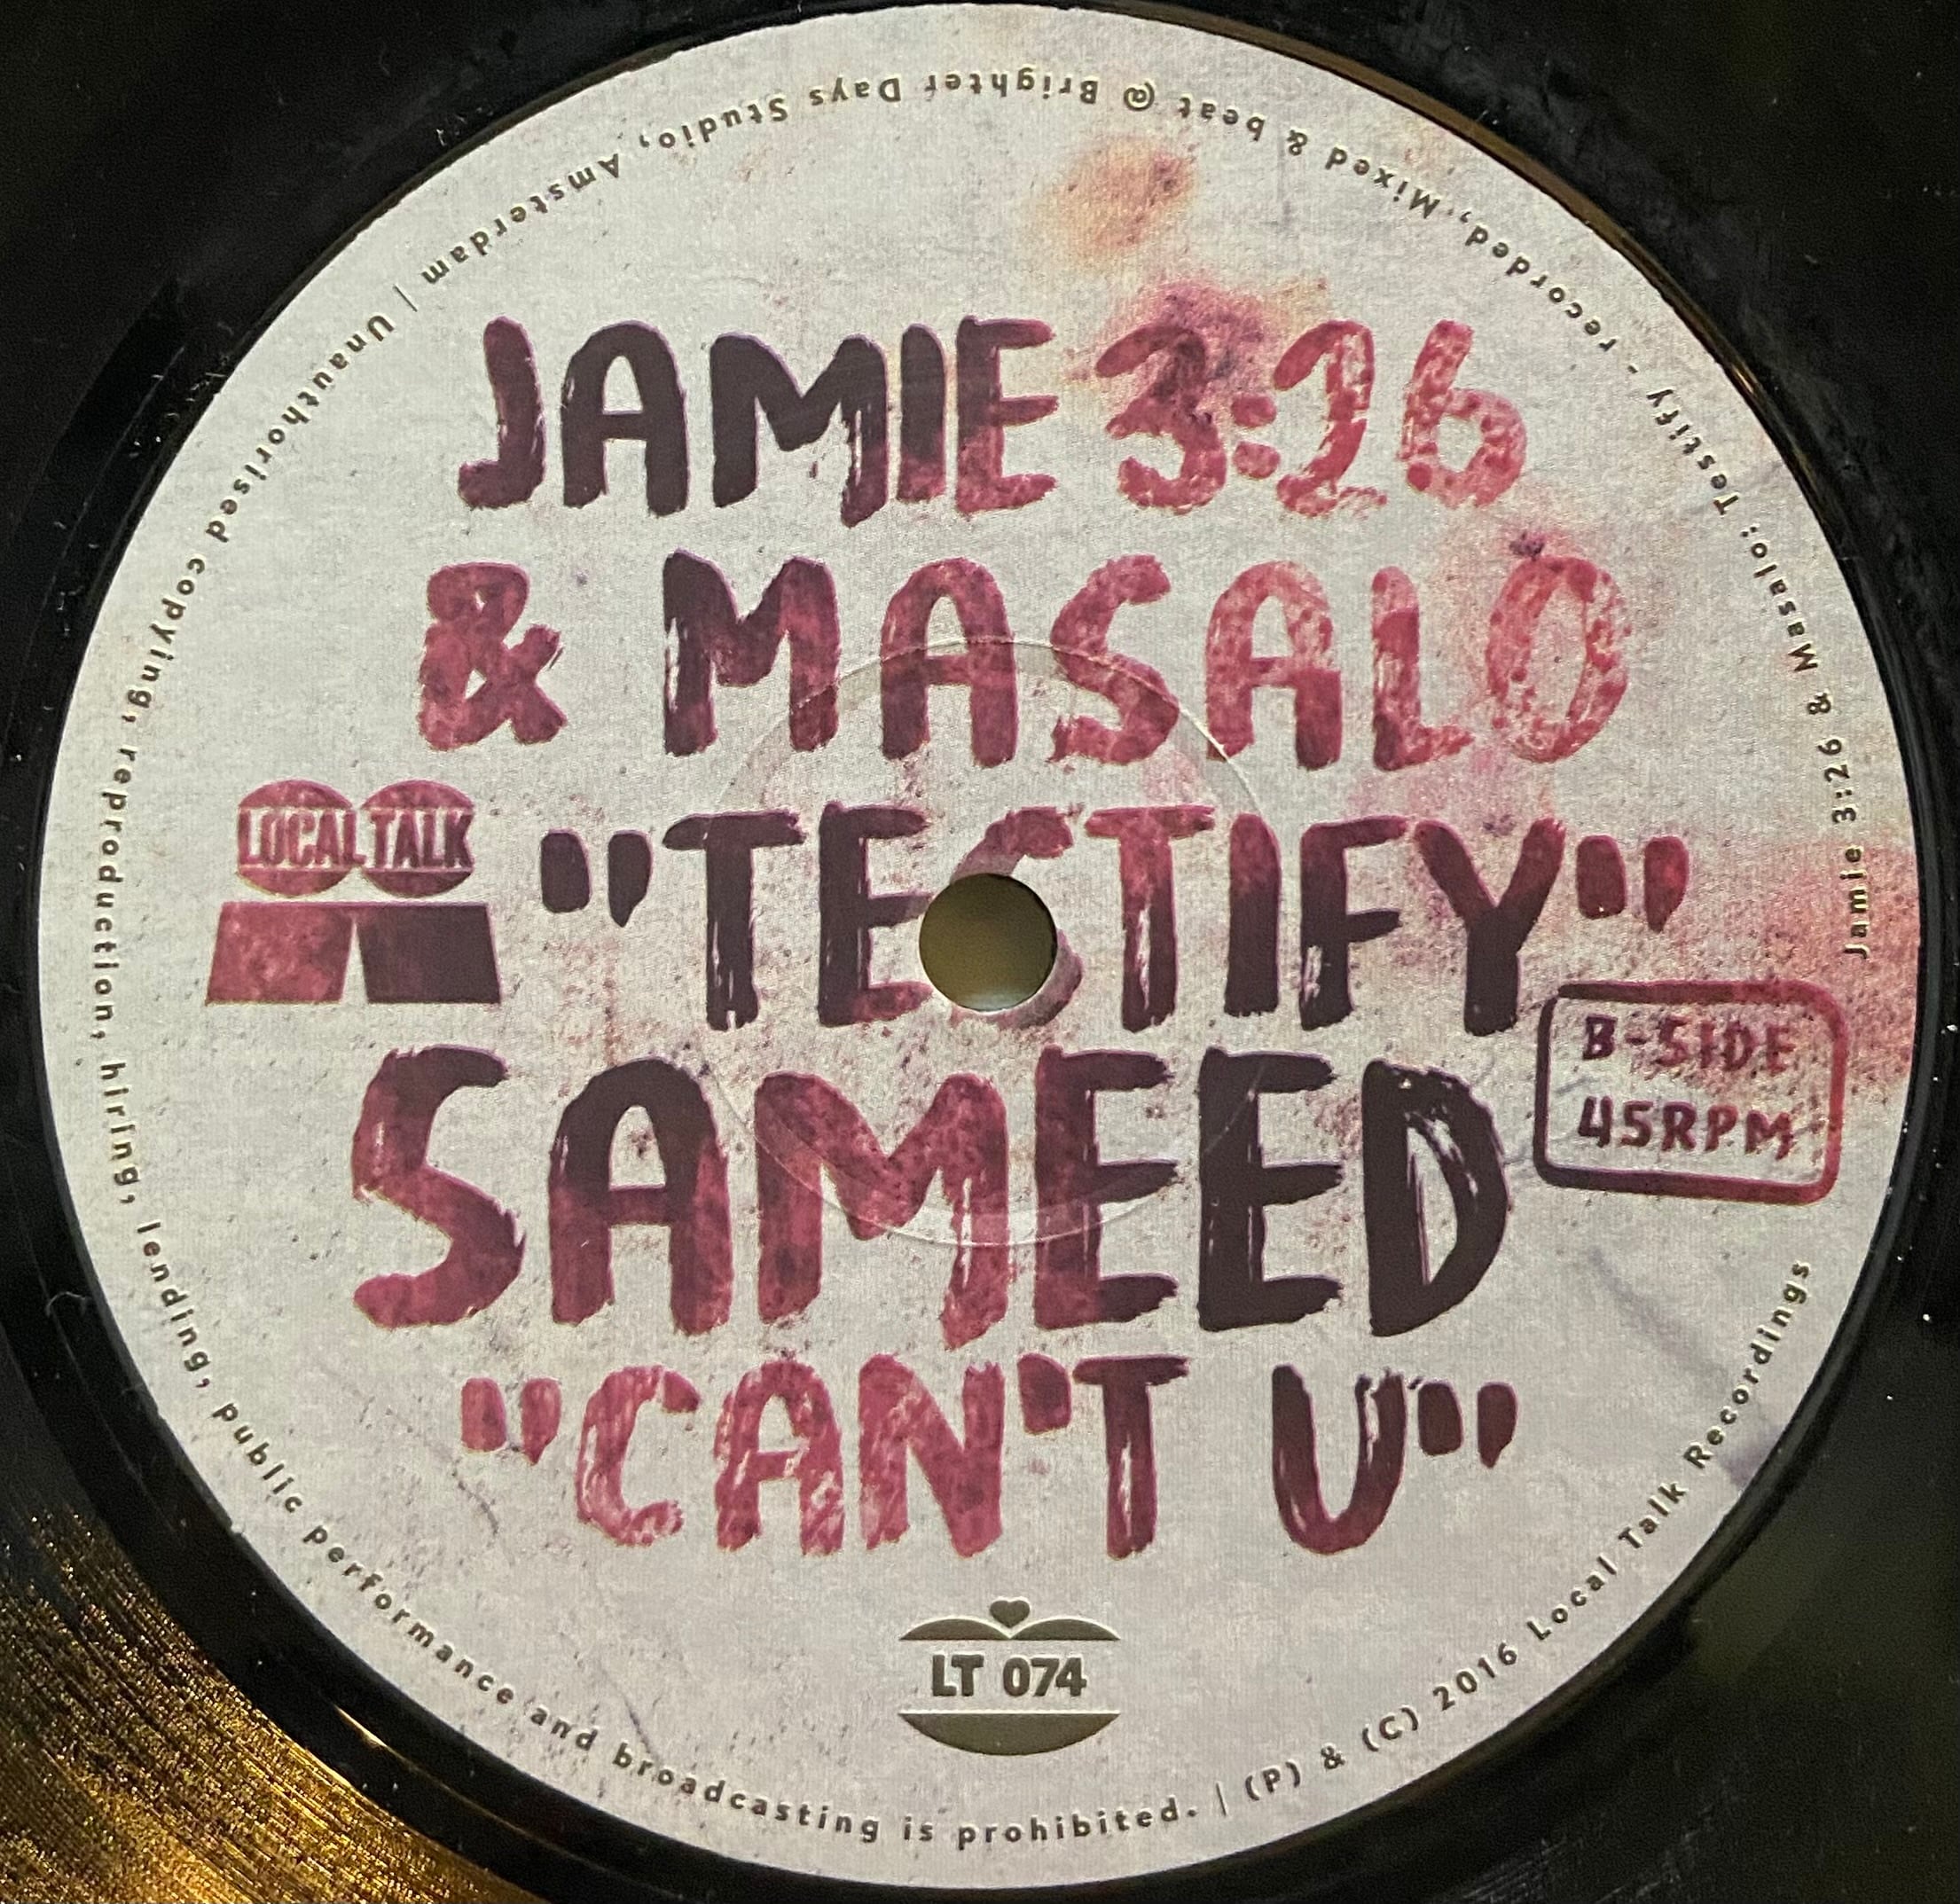 JAMIE 3:26
& MASALO
LOCAL TALK
"TESTIFY"
B-SIDE
45RPM
SAMEED
"CAN'T U"
LT 074
Jamie 3:26 & Masalo: Testify - recorded, Mixed & beat @ Brighter Days Studio, Amsterdam | Unauthorised copying, reproduction, hiring, lending, public performance and broadcasting is prohibited. | (P) & (C) 2016 Local Talk Recordings